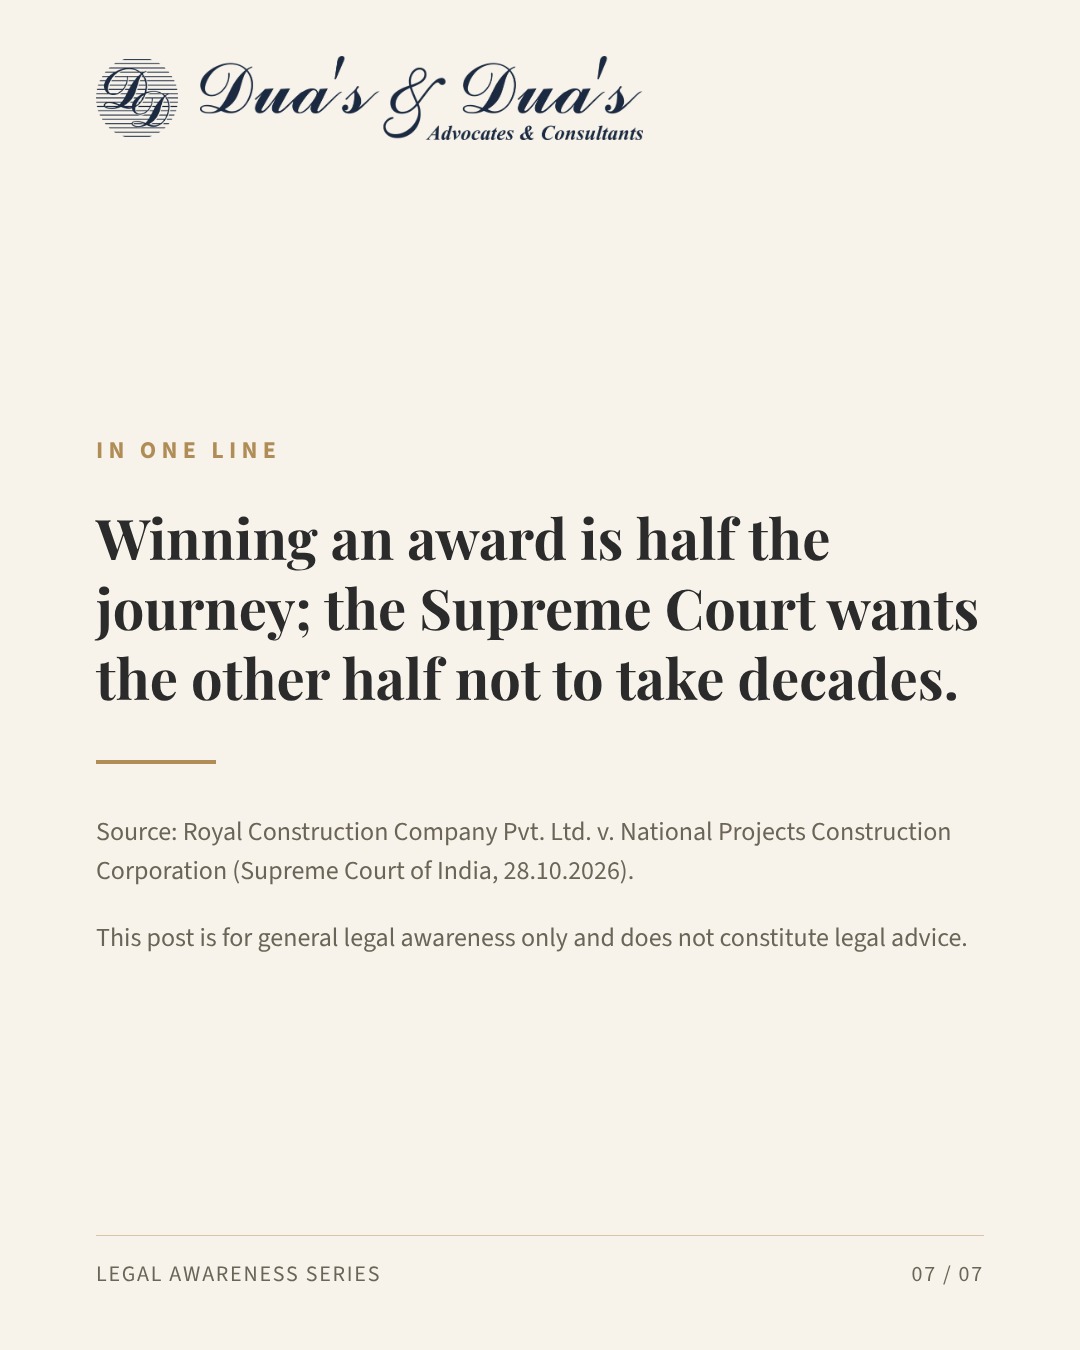 DD
Dua's & Dua's
Advocates & Consultants
IN ONE LINE
Winning an award is half the
journey; the Supreme Court wants
the other half not to take decades.
Source: Royal Construction Company Pvt. Ltd. v. National Projects Construction
Corporation (Supreme Court of India, 28.10.2026).
This post is for general legal awareness only and does not constitute legal advice.
LEGAL AWARENESS SERIES
07 / 07